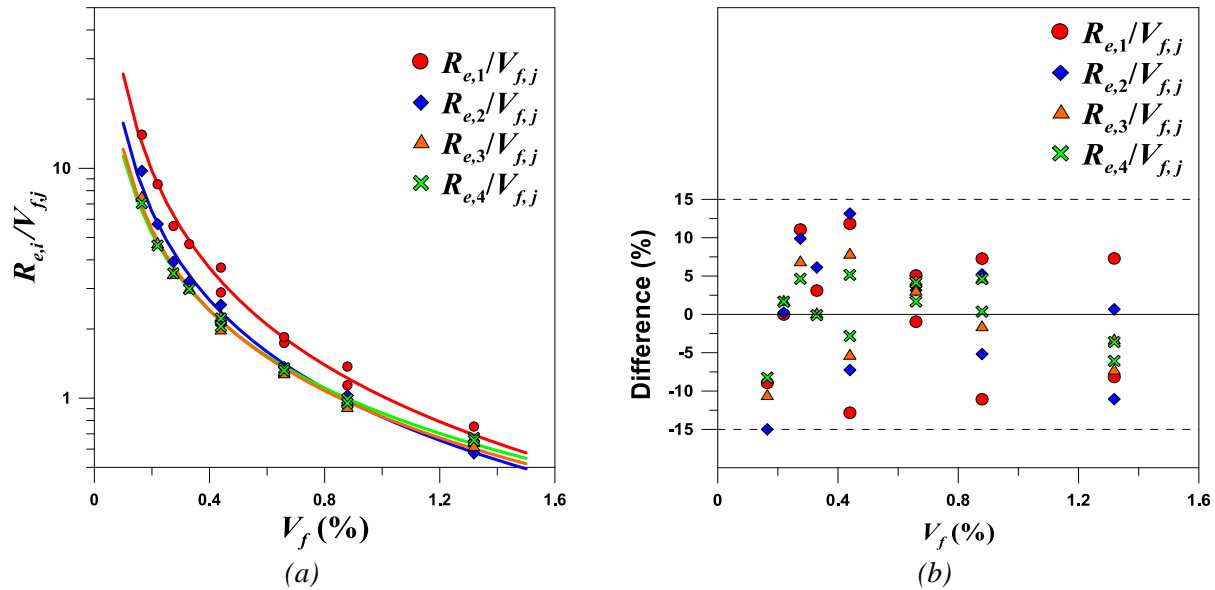 R_{e,1}/V_{f,j}
R_{e,2}/V_{f,j}
R_{e,3}/V_{f,j}
R_{e,4}/V_{f,j}
10
1
R_{e,i}/V_{f,j}
0 0.4 0.8 1.2 1.6
V_f (%)
(a)
R_{e,1}/V_{f,j}
R_{e,2}/V_{f,j}
R_{e,3}/V_{f,j}
R_{e,4}/V_{f,j}
15
10
5
0
-5
-10
-15
Difference (%)
0 0.4 0.8 1.2 1.6
V_f (%)
(b)